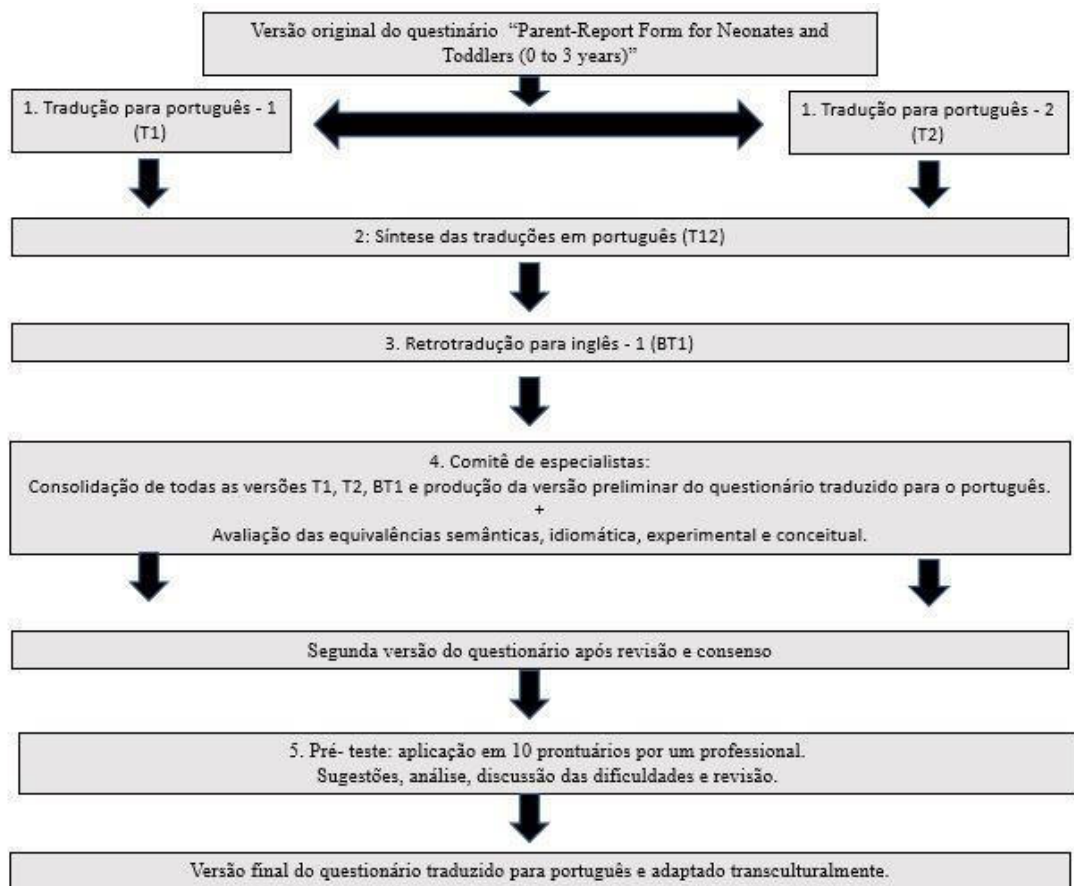 Versão original do questinário “Parent-Report Form for Neonates and
Toddlers (0 to 3 years)”
1. Tradução para português - 1
(T1)
1. Tradução para português - 2
(T2)
2: Síntese das traduções em português (T12)
3. Retrotradução para inglês - 1 (BT1)
4. Comitê de especialistas:
Consolidação de todas as versões T1, T2, BT1 e produção da versão preliminar do questionário traduzido para o português.
+
Avaliação das equivalências semânticas, idiomática, experimental e conceitual.
Segunda versão do questionário após revisão e consenso
5. Pré- teste: aplicação em 10 prontuários por um professional.
Sugestões, análise, discussão das dificuldades e revisão.
Versão final do questionário traduzido para português e adaptado transculturalmente.